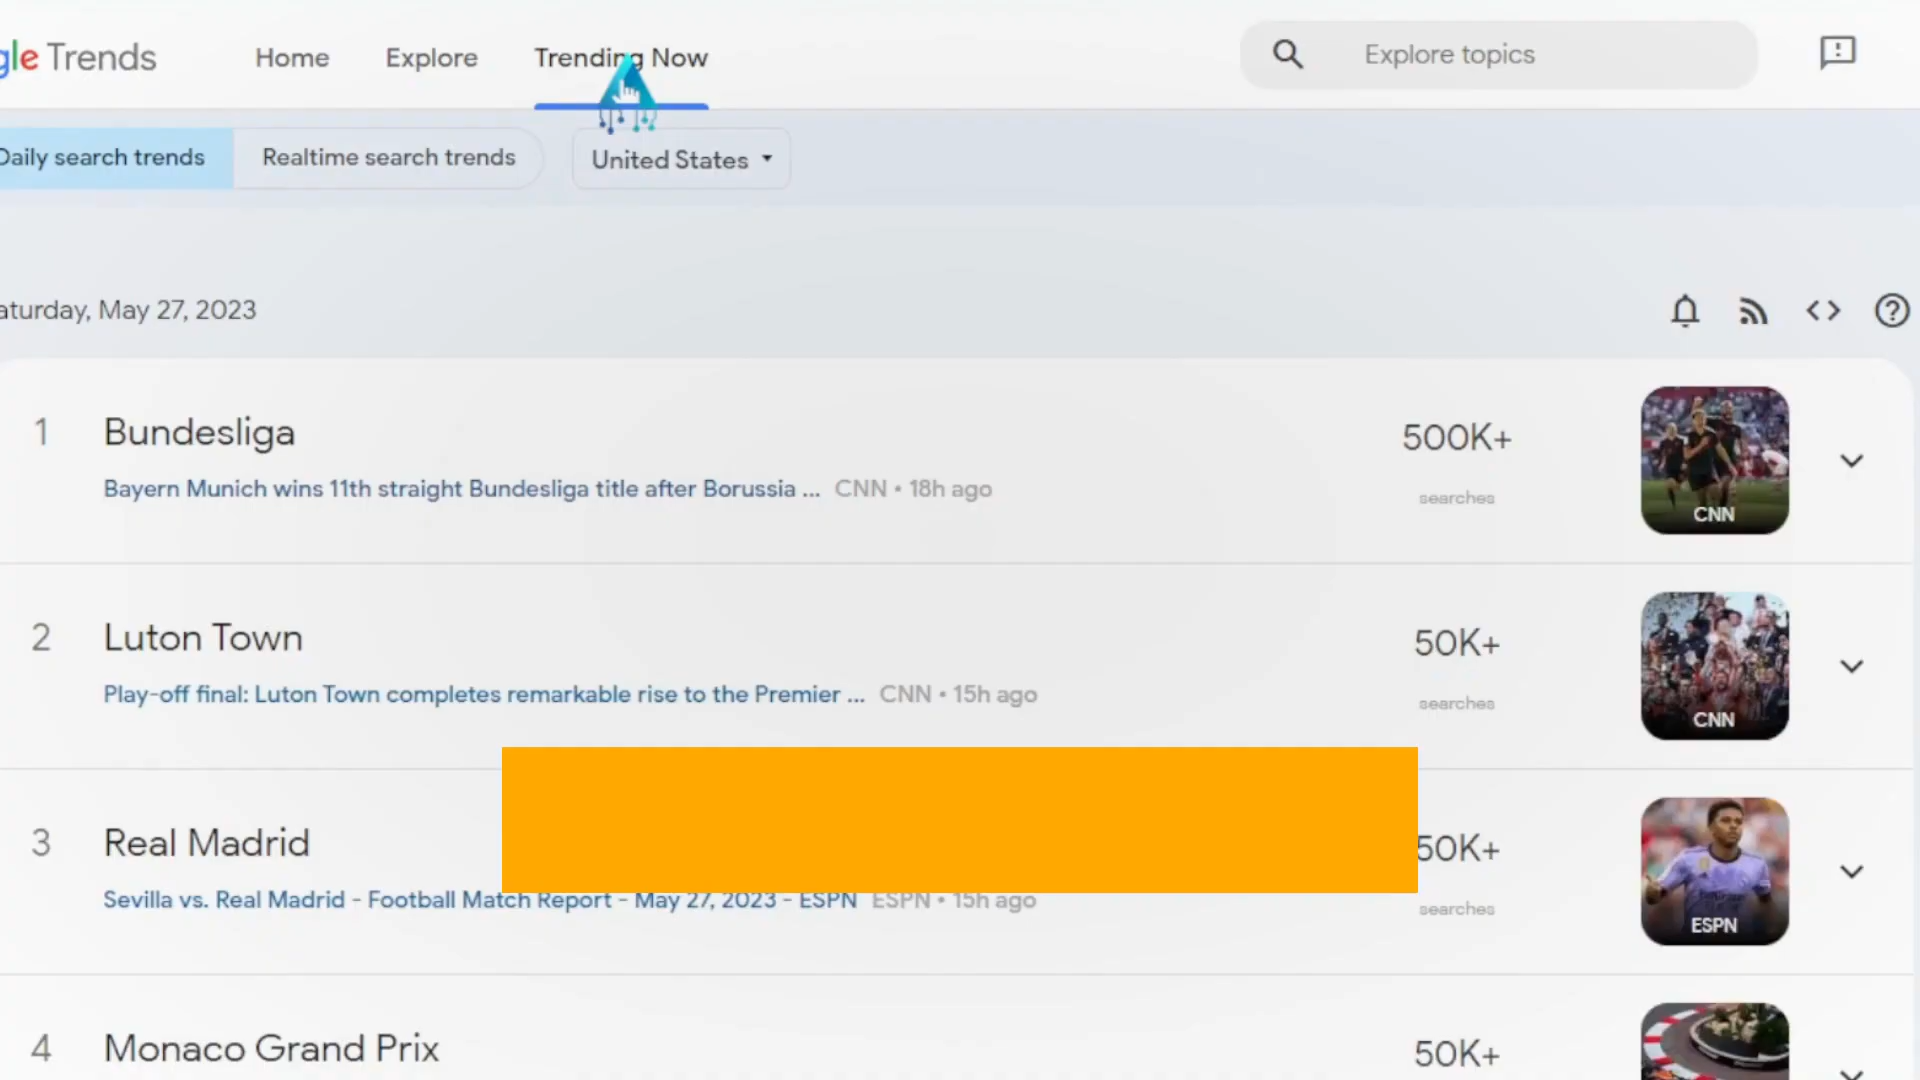 gle Trends Home Explore Trending Now Explore topics
Daily search trends Realtime search trends United States
aturday, May 27, 2023
1 Bundesliga 500K+
Bayern Munich wins 11th straight Bundesliga title after Borussia ... CNN • 18h ago
searches
CNN
2 Luton Town 50K+
Play-off final: Luton Town completes remarkable rise to the Premier ... CNN • 15h ago
searches
CNN
3 Real Madrid 50K+
Sevilla vs. Real Madrid - Football Match Report - May 27, 2023 - ESPN ESPN • 15h ago
searches
ESPN
4 Monaco Grand Prix 50K+